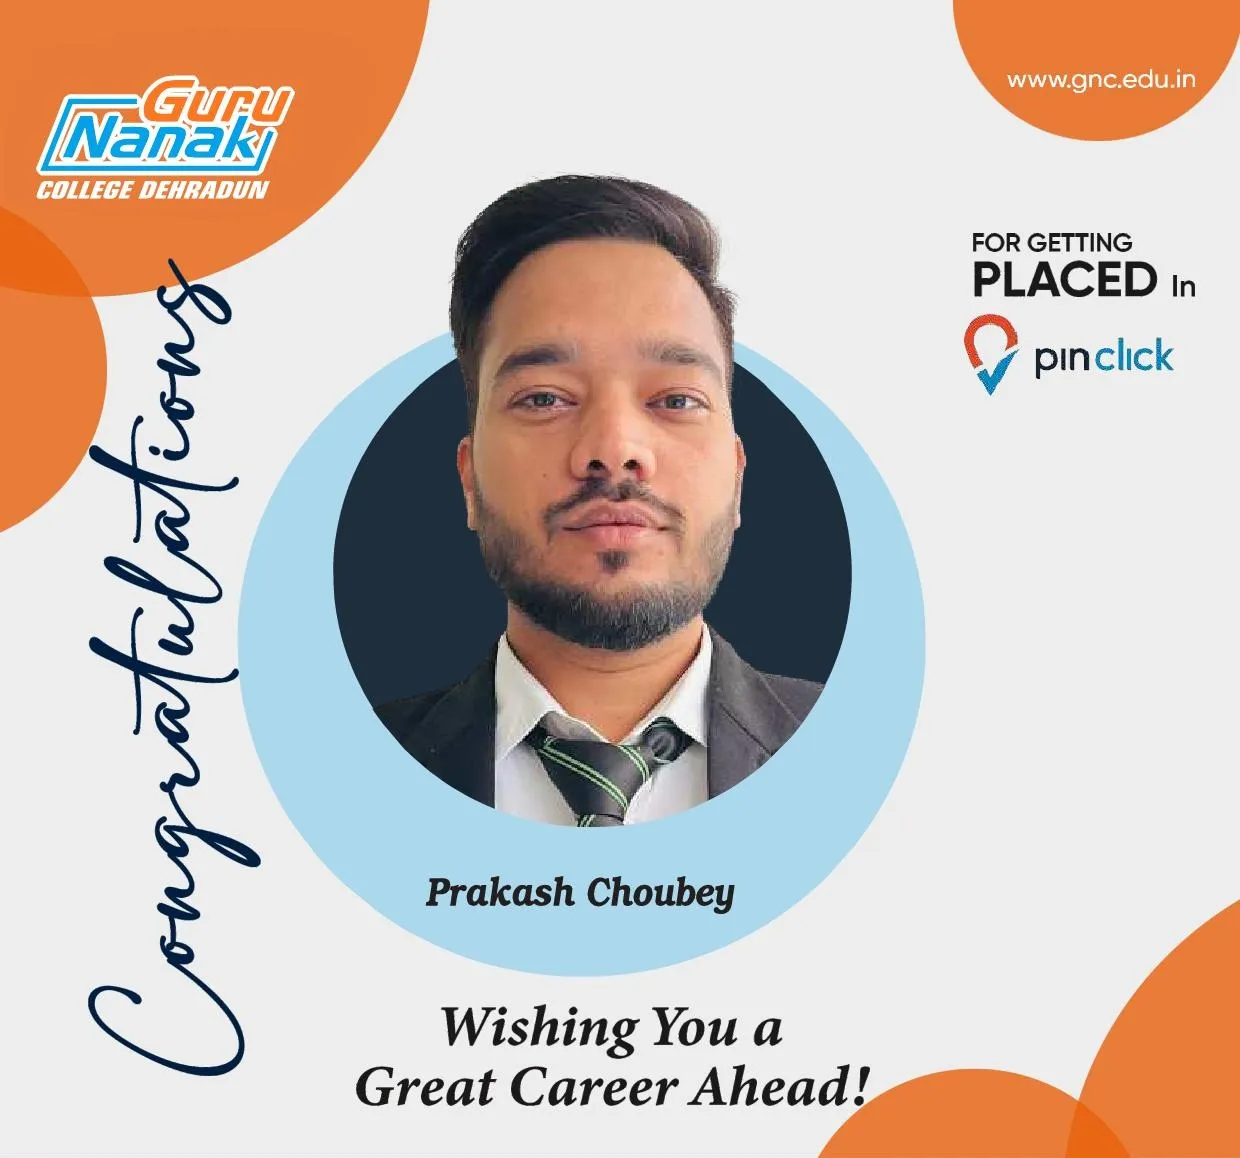 Guru
Nanak
COLLEGE DEHRADUN
www.gnc.edu.in
Congratulations
FOR GETTING
PLACED In
pinclick
Prakash Choubey
Wishing You a
Great Career Ahead!